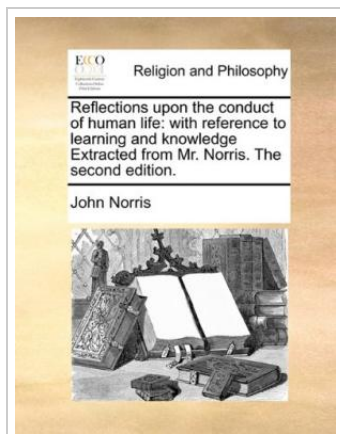 ECCO
Religion and Philosophy
Reflections upon the conduct
of human life: with reference to
learning and knowledge
Extracted from Mr. Norris. The
second edition.
John Norris